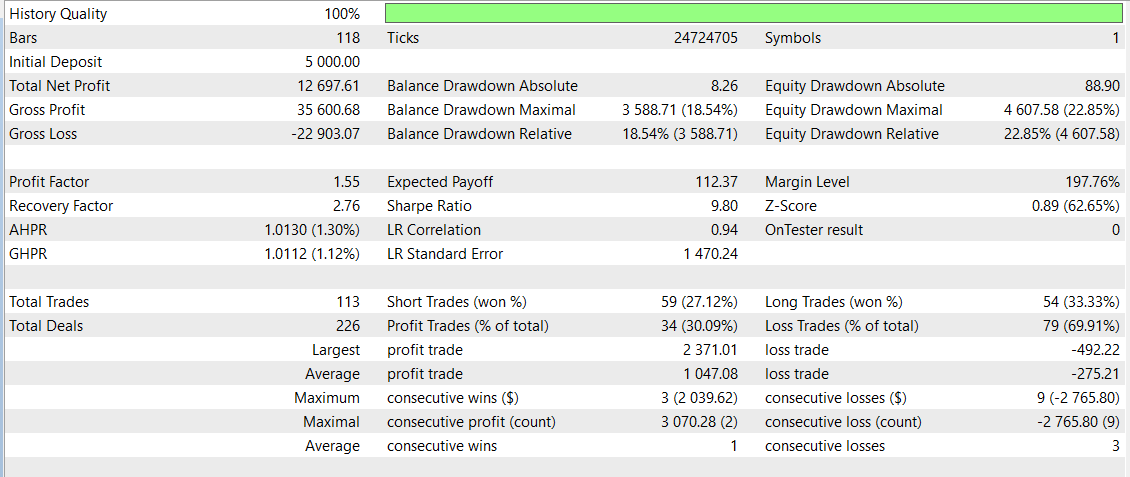 History Quality 100%
Bars 118 Ticks 24724705 Symbols 1
Initial Deposit 5 000.00
Total Net Profit 12 697.61 Balance Drawdown Absolute 8.26 Equity Drawdown Absolute 88.90
Gross Profit 35 600.68 Balance Drawdown Maximal 3 588.71 (18.54%) Equity Drawdown Maximal 4 607.58 (22.85%)
Gross Loss -22 903.07 Balance Drawdown Relative 18.54% (3 588.71) Equity Drawdown Relative 22.85% (4 607.58)
Profit Factor 1.55 Expected Payoff 112.37 Margin Level 197.76%
Recovery Factor 2.76 Sharpe Ratio 9.80 Z-Score 0.89 (62.65%)
AHPR 1.0130 (1.30%) LR Correlation 0.94 OnTester result 0
GHPR 1.0112 (1.12%) LR Standard Error 1 470.24
Total Trades 113 Short Trades (won %) 59 (27.12%) Long Trades (won %) 54 (33.33%)
Total Deals 226 Profit Trades (% of total) 34 (30.09%) Loss Trades (% of total) 79 (69.91%)
Largest profit trade 2 371.01 loss trade -492.22
Average profit trade 1 047.08 loss trade -275.21
Maximum consecutive wins ($) 3 (2 039.62) consecutive losses ($) 9 (-2 765.80)
Maximal consecutive profit (count) 3 070.28 (2) consecutive loss (count) -2 765.80 (9)
Average consecutive wins 1 consecutive losses 3